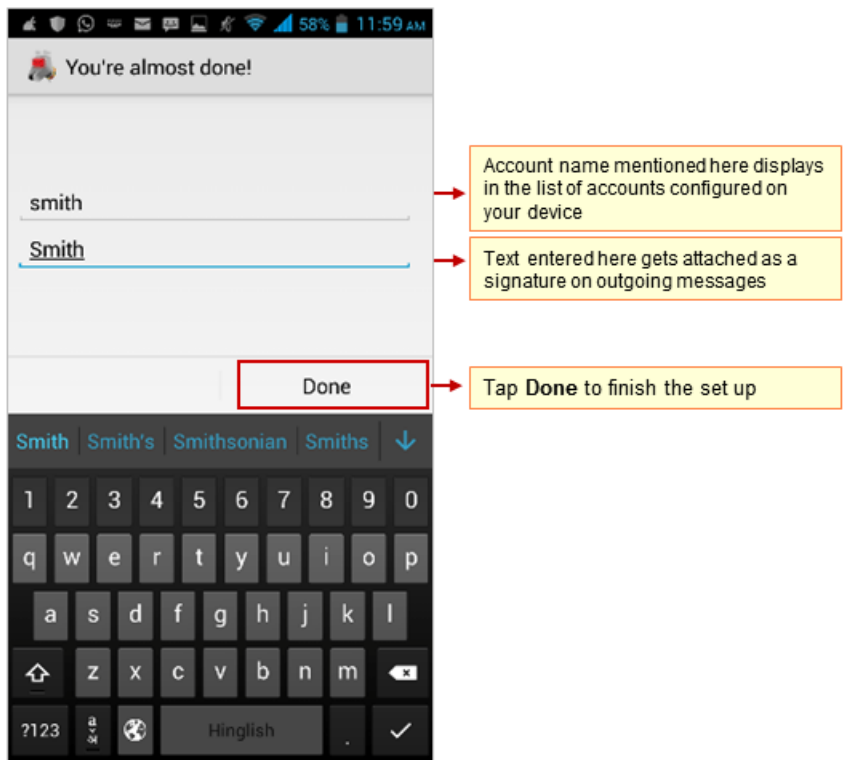 58% 11:59 AM
You're almost done!
smith
Account name mentioned here displays
in the list of accounts configured on
your device
Smith
Text entered here gets attached as a
signature on outgoing messages
Done
Tap Done to finish the set up
Smith Smith's Smithsonian Smiths
1 2 3 4 5 6 7 8 9 0
q w e r t y u i o p
a s d f g h j k l
z x c v b n m
?123 a अ Hinglish .